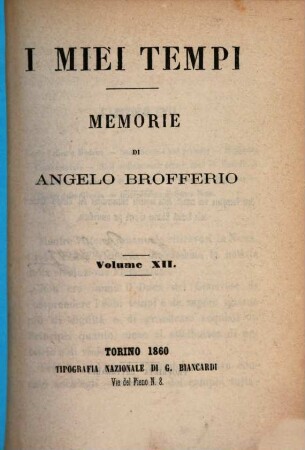 I MIEI TEMPI
MEMORIE
DI
ANGELO BROFFERIO
Volume XII.
TORINO 1860
TIPOGRAFIA NAZIONALE DI G. BIANCARDI
Via del Fieno N. 8.